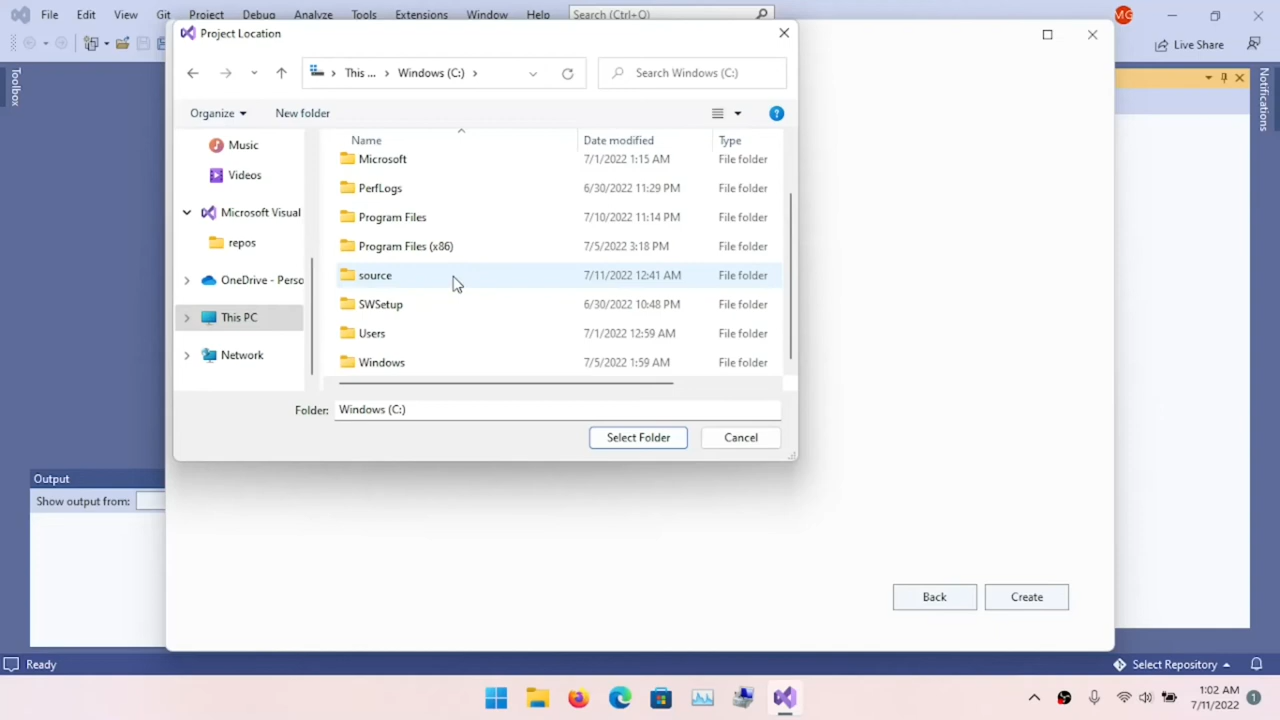 File Edit View Git Project Debug Analyze Tools Extensions Window Help Search (Ctrl+Q) MG
Live Share
Toolbox
Notifications
Project Location
This ... Windows (C:) Search Windows (C:)
Organize New folder ?
Name Date modified Type
Music
Videos
Microsoft Visual
repos
OneDrive - Perso
This PC
Network
Microsoft 7/1/2022 1:15 AM File folder
PerfLogs 6/30/2022 11:29 PM File folder
Program Files 7/10/2022 11:14 PM File folder
Program Files (x86) 7/5/2022 3:18 PM File folder
source 7/11/2022 12:41 AM File folder
SWSetup 6/30/2022 10:48 PM File folder
Users 7/1/2022 12:59 AM File folder
Windows 7/5/2022 1:59 AM File folder
Folder: Windows (C:)
Select Folder Cancel
Output
Show output from:
Back Create
Ready Select Repository
1:02 AM
7/11/2022 1